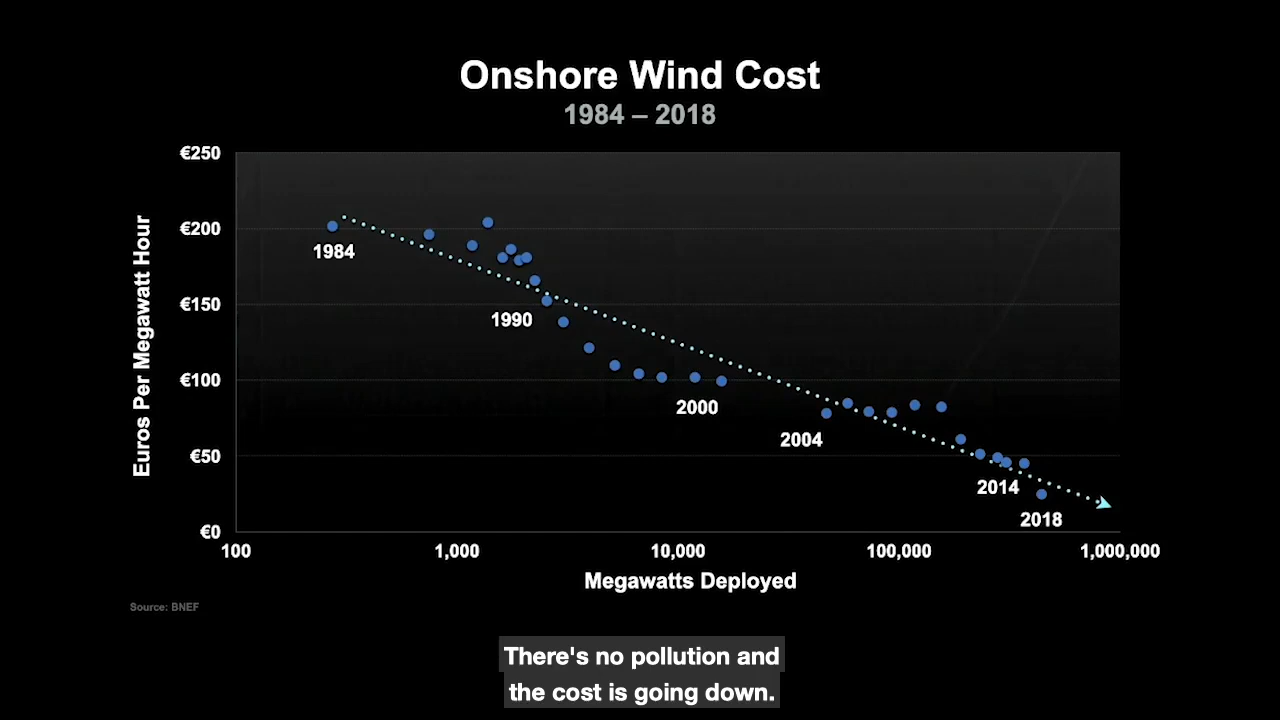 Onshore Wind Cost
1984 – 2018
€250
€200
€150
€100
€50
€0
Euros Per Megawatt Hour
1984
1990
2000
2004
2014
2018
100
1,000
10,000
100,000
1,000,000
Megawatts Deployed
Source: BNEF
There's no pollution and
the cost is going down.